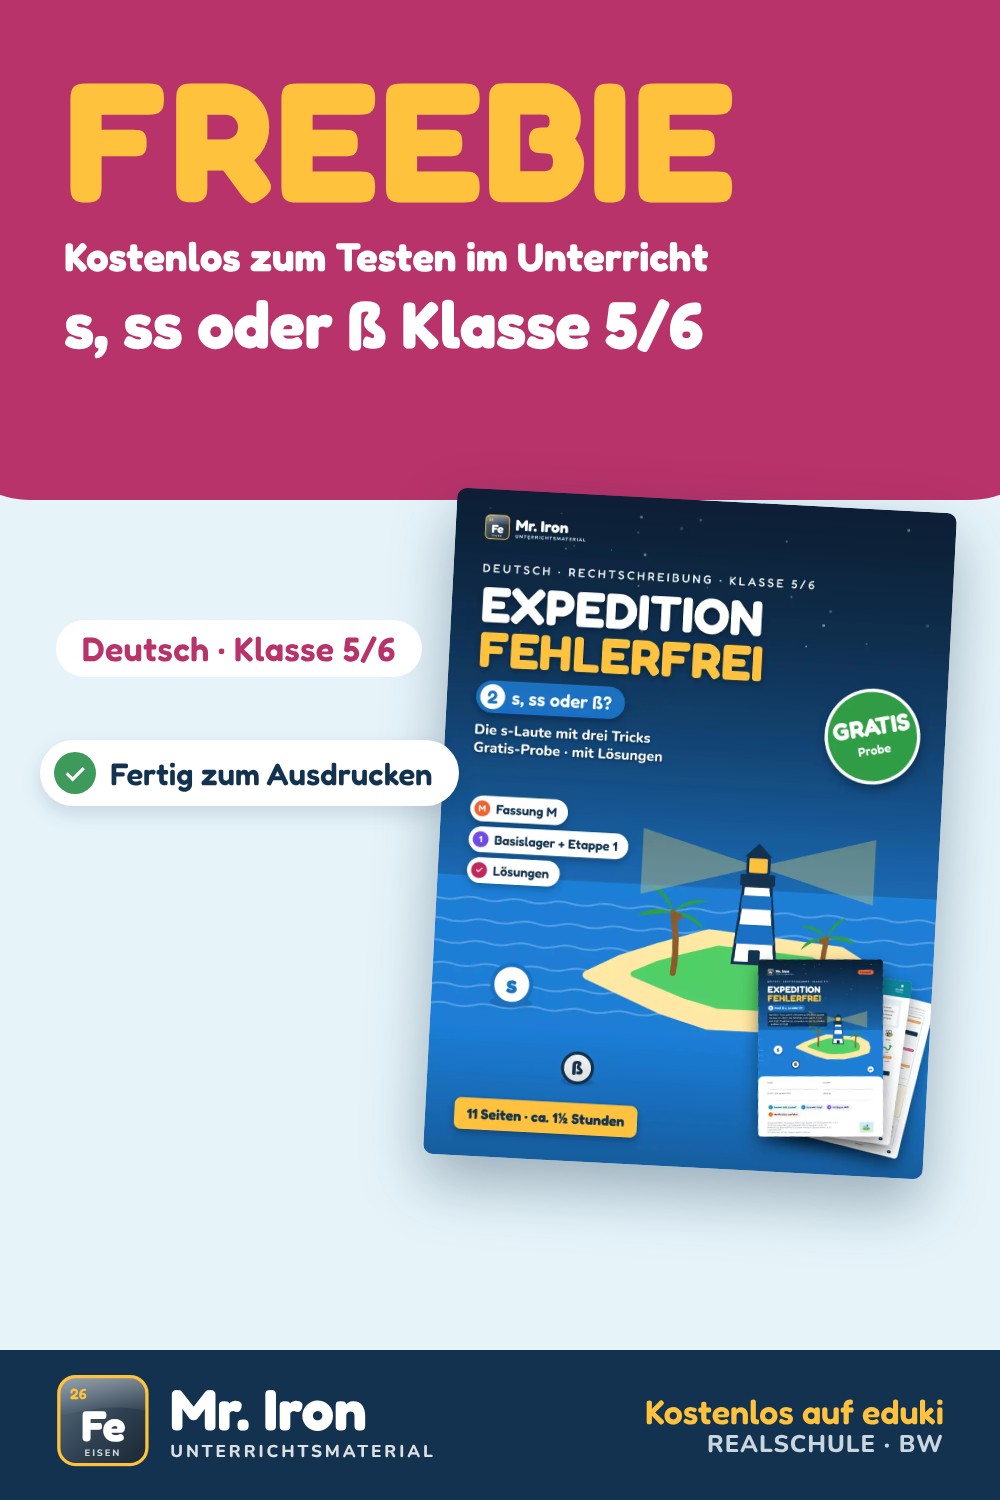 FREEBIE
Kostenlos zum Testen im Unterricht
s, ss oder ß Klasse 5/6
Deutsch · Klasse 5/6
Fertig zum Ausdrucken
Fe
Mr. Iron
UNTERRICHTSMATERIAL
DEUTSCH · RECHTSCHREIBUNG · KLASSE 5/6
EXPEDITION
FEHLERFREI
2 s, ss oder ß?
Die s-Laute mit drei Tricks
Gratis-Probe · mit Lösungen
GRATIS
Probe
M Fassung M
1 Basislager + Etappe 1
Lösungen
s
ß
11 Seiten · ca. 1½ Stunden
Mr. Iron
EXPEDITION
FEHLERFREI
26
Fe
EISEN
Mr. Iron
UNTERRICHTSMATERIAL
Kostenlos auf eduki
REALSCHULE · BW